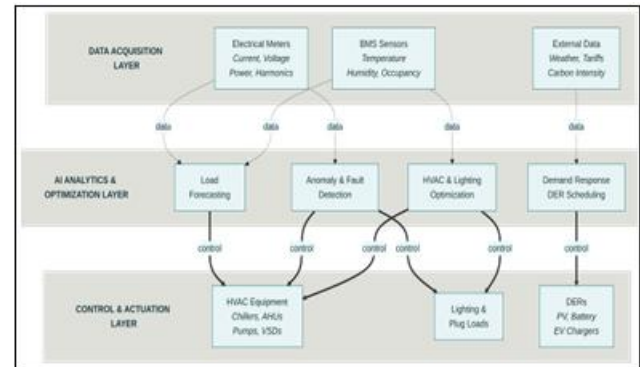 DATA ACQUISITION
LAYER
Electrical Meters
Current, Voltage
Power, Harmonics
BMS Sensors
Temperature
Humidity, Occupancy
External Data
Weather, Tariffs
Carbon Intensity
data
data
data
data
data
AI ANALYTICS &
OPTIMIZATION LAYER
Load
Forecasting
Anomaly & Fault
Detection
HVAC & Lighting
Optimization
Demand Response
DER Scheduling
control
control
control
control
control
control
CONTROL & ACTUATION
LAYER
HVAC Equipment
Chillers, AHUs
Pumps, VSDs
Lighting &
Plug Loads
DERs
PV, Battery
EV Chargers